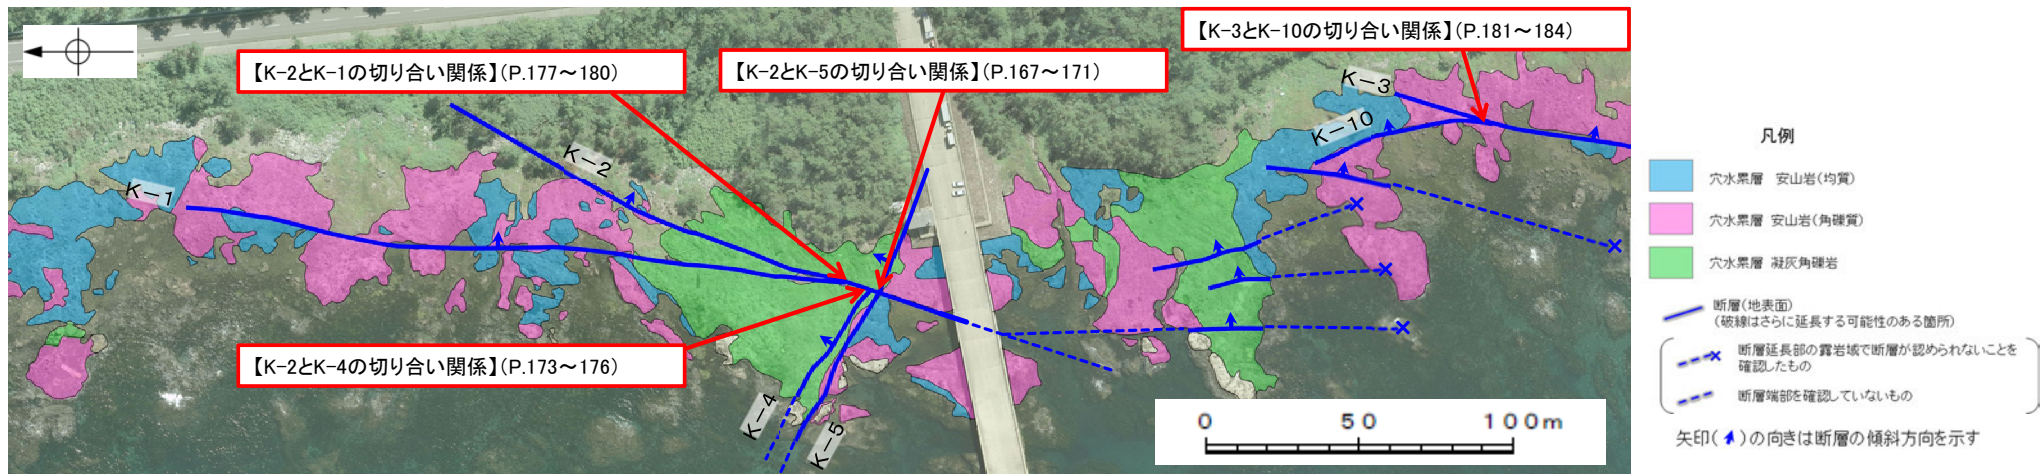 【K-3とK-10の切り合い関係】(P.181～184)
【K-2とK-1の切り合い関係】(P.177～180)
【K-2とK-5の切り合い関係】(P.167～171)
K-3
K-10
K-2
K-1
【K-2とK-4の切り合い関係】(P.173～176)
K-4
K-5
0 50 100m
凡例
穴水累層 安山岩(均質)
穴水累層 安山岩(角礫質)
穴水累層 凝灰角礫岩
断層(地表面)
(破線はさらに延長する可能性のある箇所)
断層延長部の露岩域で断層が認められないことを
確認したもの
断層端部を確認していないもの
矢印( )の向きは断層の傾斜方向を示す